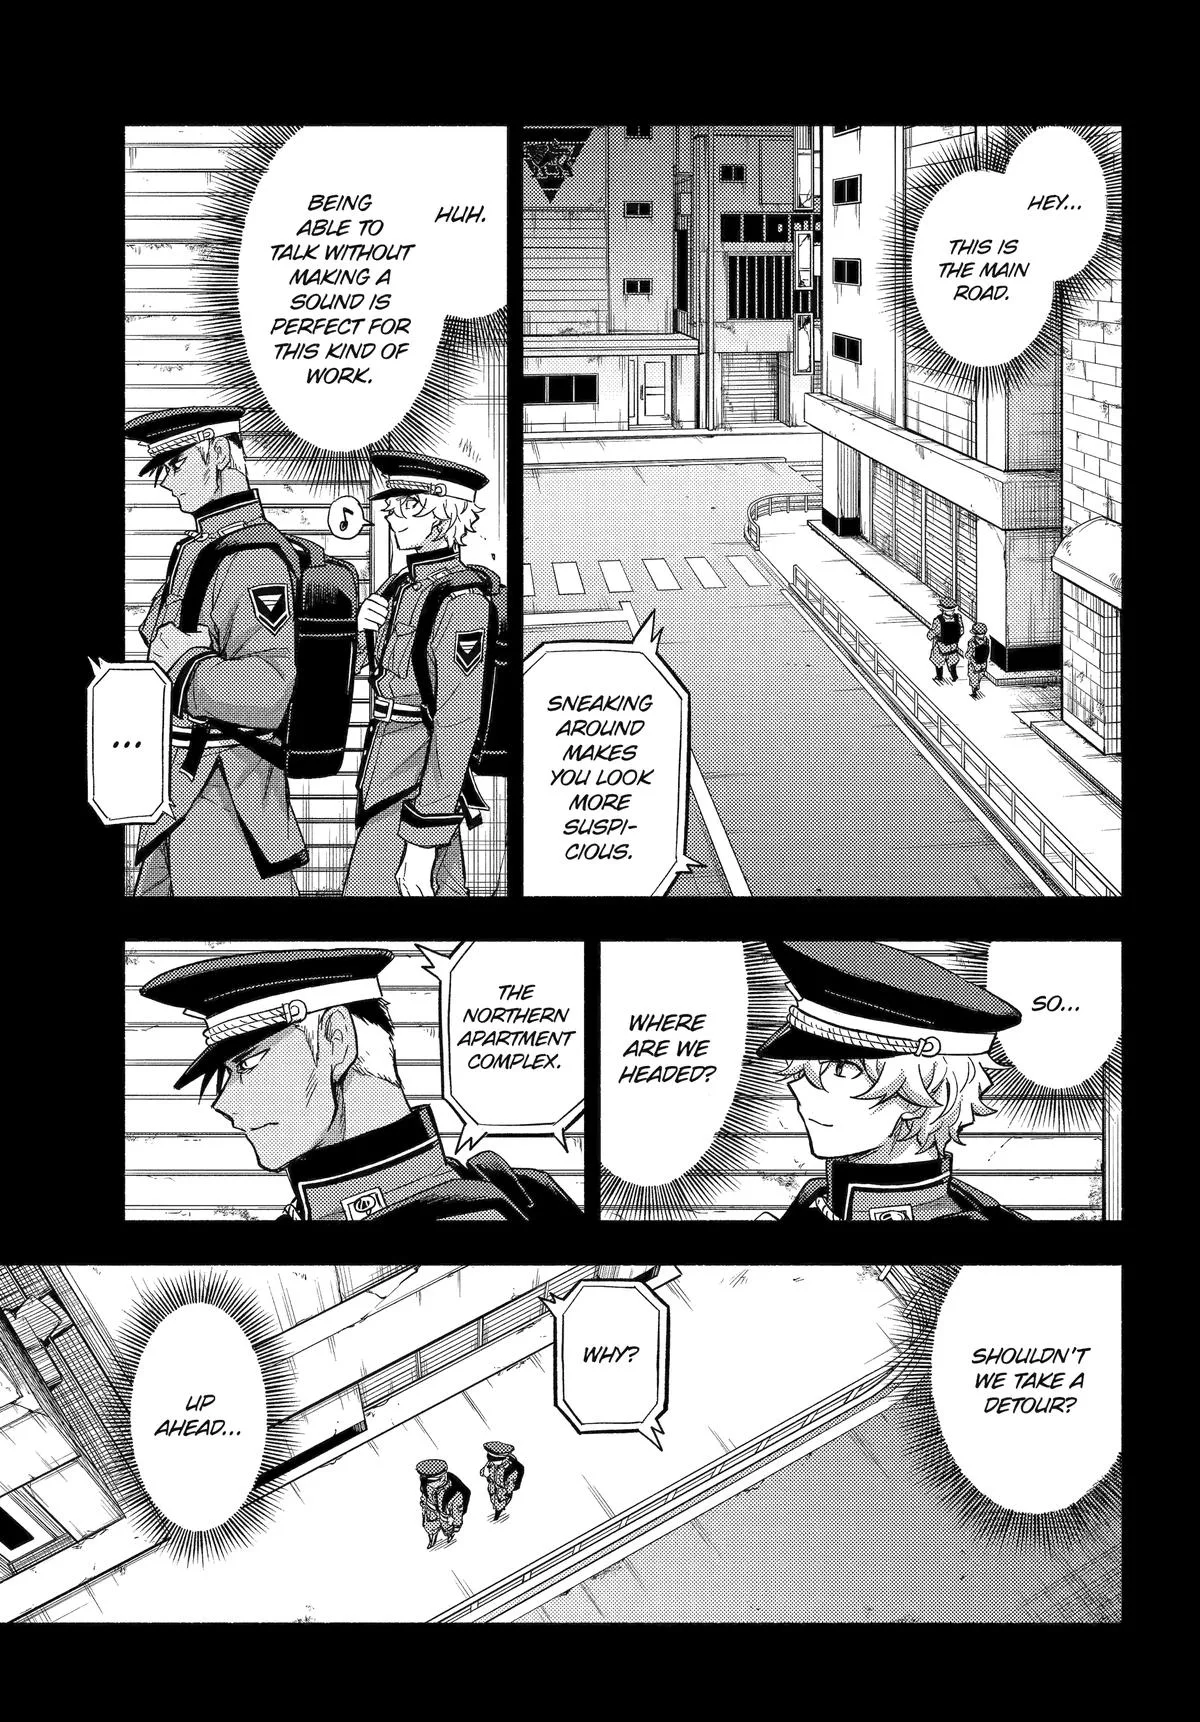 HEY...
THIS IS
THE MAIN
ROAD.
SNEAKING
AROUND
MAKES
YOU LOOK
MORE
SUSPI-
CIOUS.
HUH.
BEING
ABLE TO
TALK WITHOUT
MAKING A
SOUND IS
PERFECT FOR
THIS KIND OF
WORK.
...
SO...
WHERE
ARE WE
HEADED?
THE
NORTHERN
APARTMENT
COMPLEX.
SHOULDN'T
WE TAKE A
DETOUR?
WHY?
UP
AHEAD...